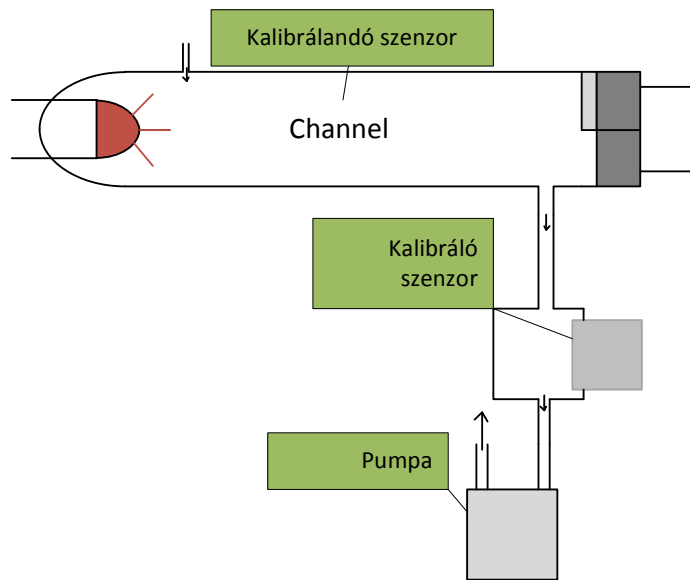 Kalibrálandó szenzor
Channel
Kalibráló
szenzor
Pumpa